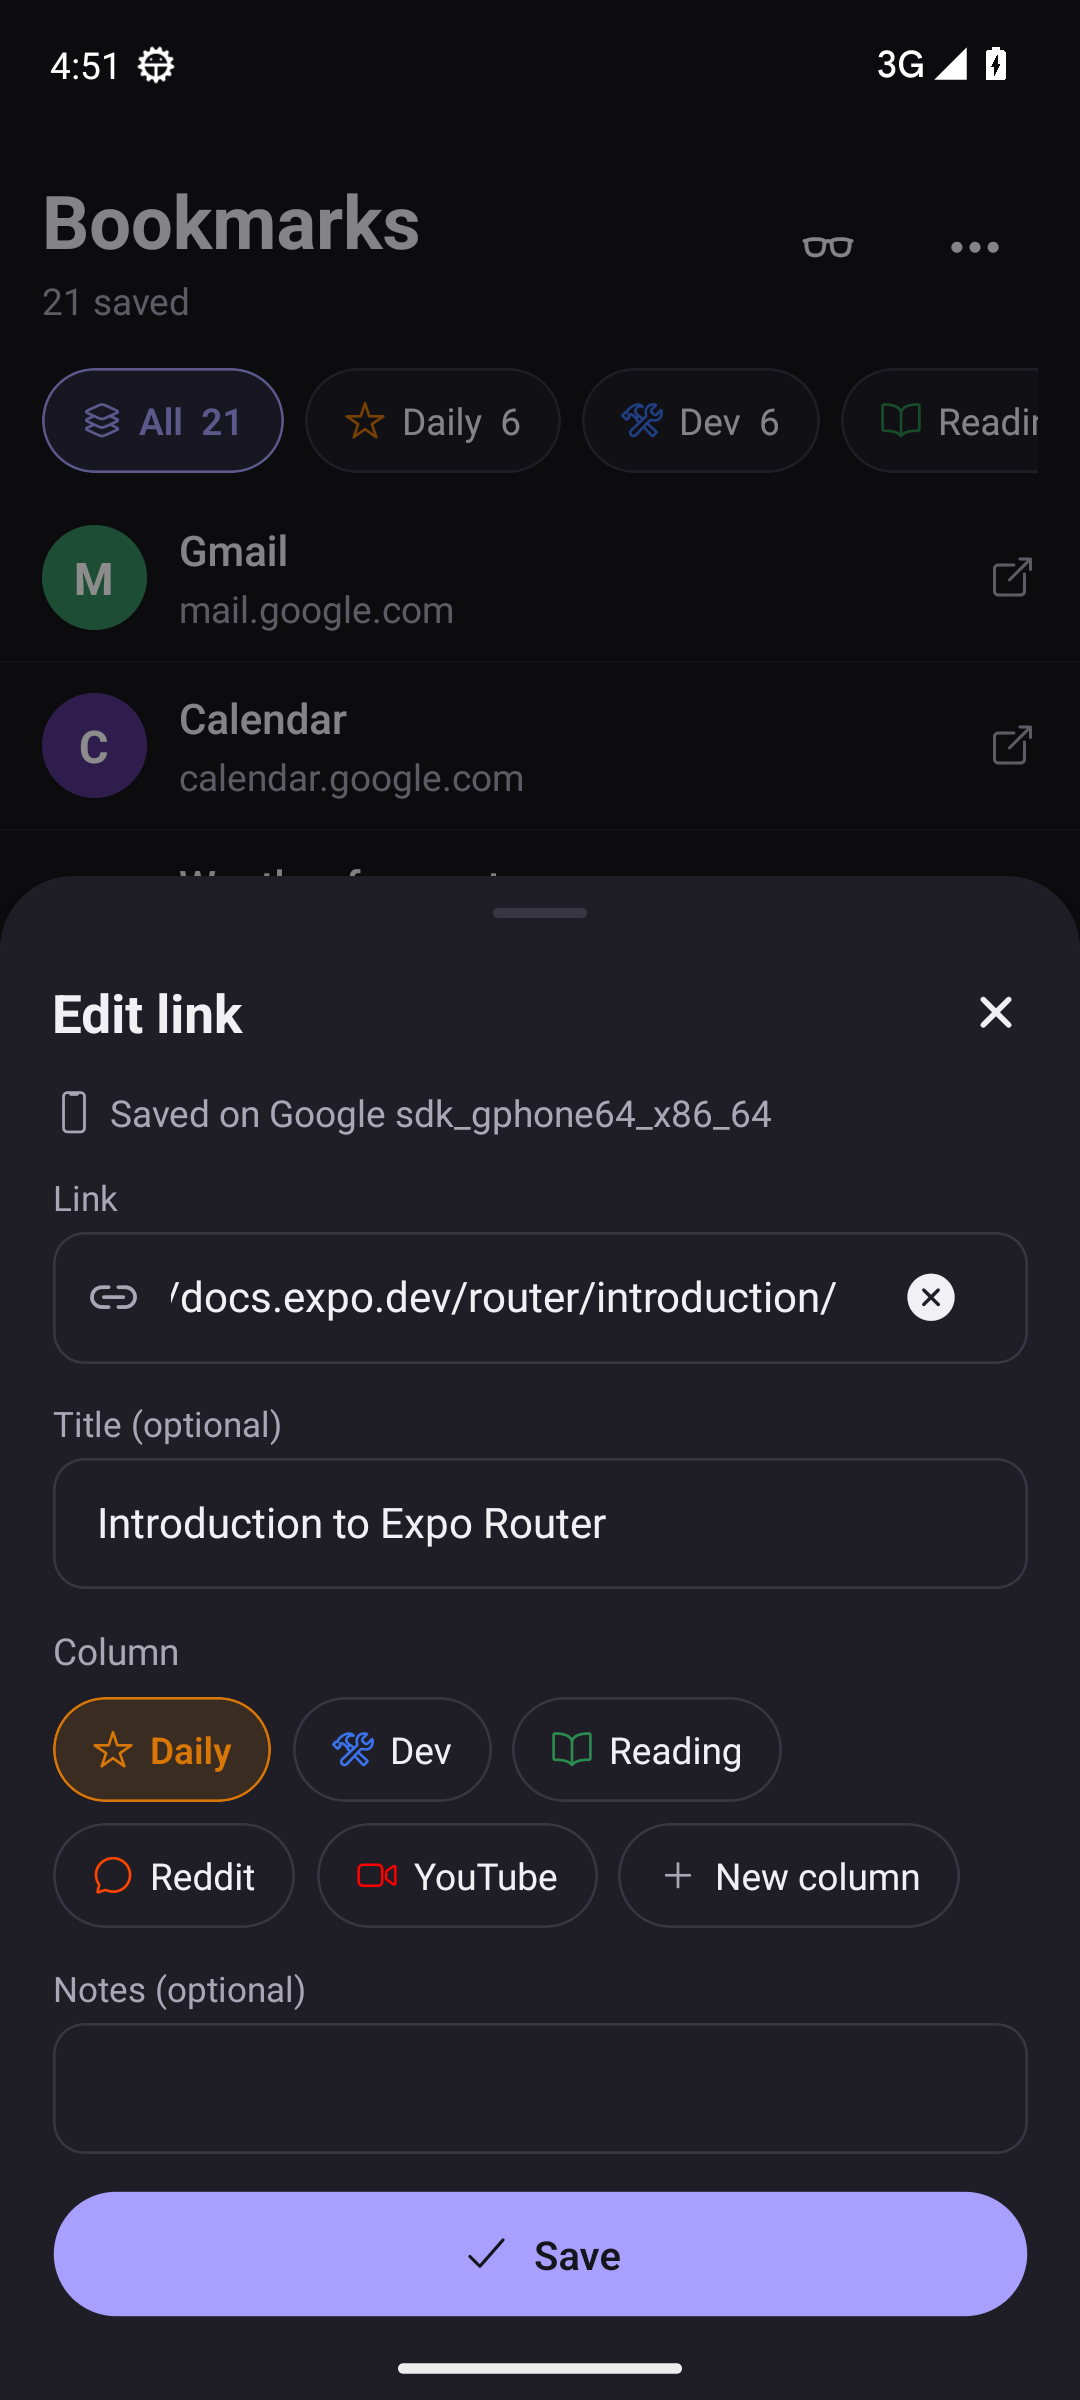 4:51 3G
Bookmarks
21 saved
All 21 Daily 6 Dev 6 Readin
M Gmail
mail.google.com
C Calendar
calendar.google.com
Edit link
Saved on Google sdk_gphone64_x86_64
Link
/docs.expo.dev/router/introduction/
Title (optional)
Introduction to Expo Router
Column
Daily Dev Reading
Reddit YouTube New column
Notes (optional)
Save